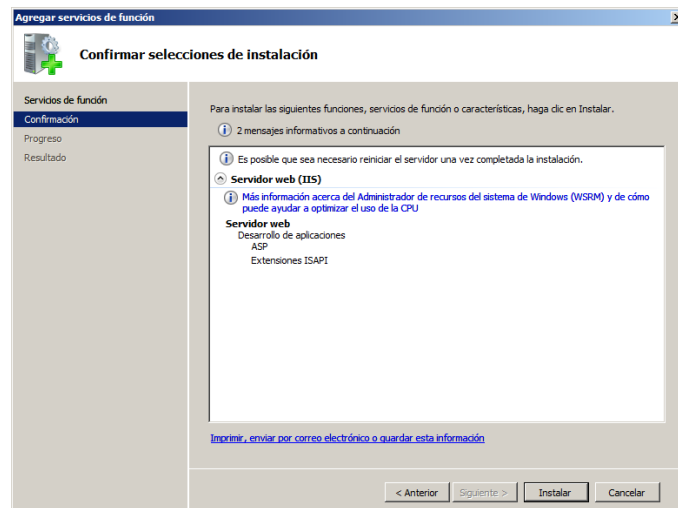 Agregar servicios de función
Confirmar selecciones de instalación
Servicios de función
Confirmación
Progreso
Resultado
Para instalar las siguientes funciones, servicios de función o características, haga clic en Instalar.
2 mensajes informativos a continuación
Es posible que sea necesario reiniciar el servidor una vez completada la instalación.
Servidor web (IIS)
Más información acerca del Administrador de recursos del sistema de Windows (WSRM) y de cómo
puede ayudar a optimizar el uso de la CPU
Servidor web
Desarrollo de aplicaciones
ASP
Extensiones ISAPI
Imprimir, enviar por correo electrónico o guardar esta información
< Anterior
Siguiente >
Instalar
Cancelar